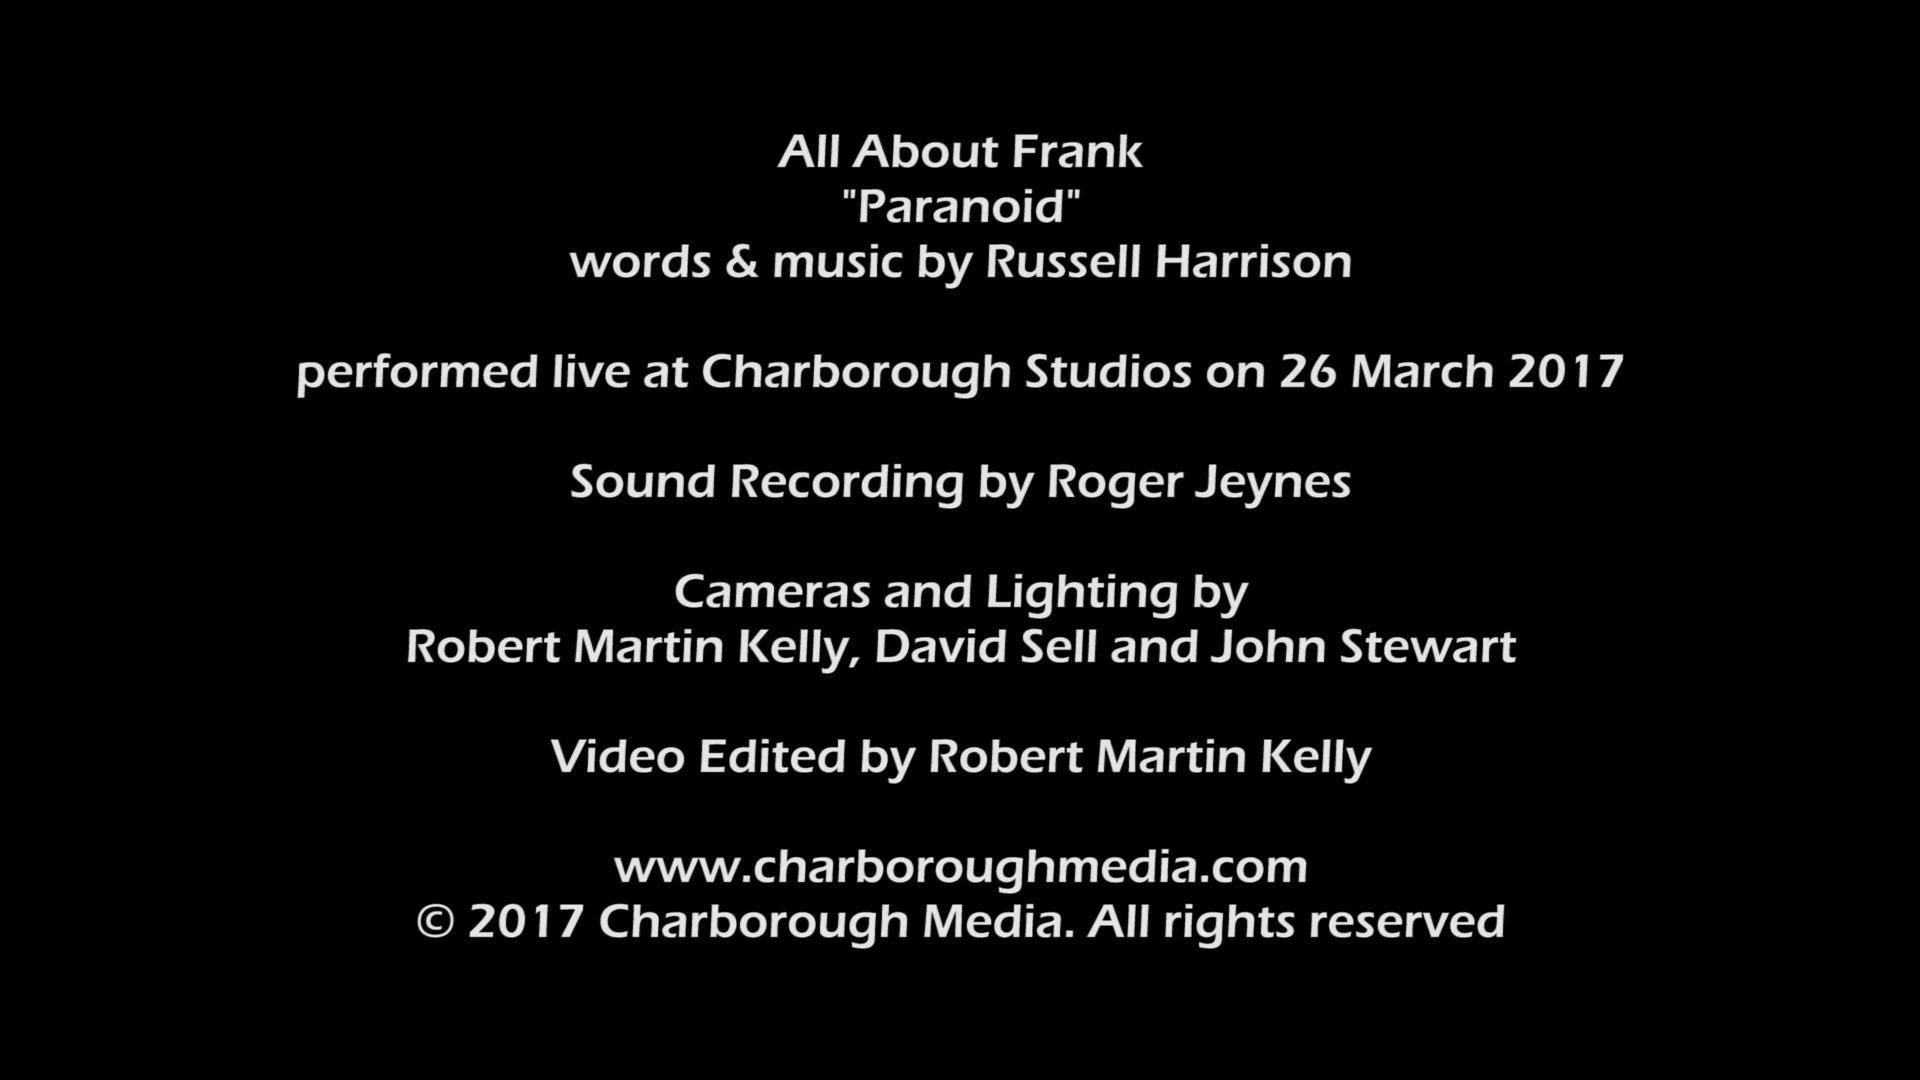 All About Frank
"Paranoid"
words & music by Russell Harrison
performed live at Charborough Studios on 26 March 2017
Sound Recording by Roger Jeynes
Cameras and Lighting by
Robert Martin Kelly, David Sell and John Stewart
Video Edited by Robert Martin Kelly
www.charboroughmedia.com
© 2017 Charborough Media. All rights reserved